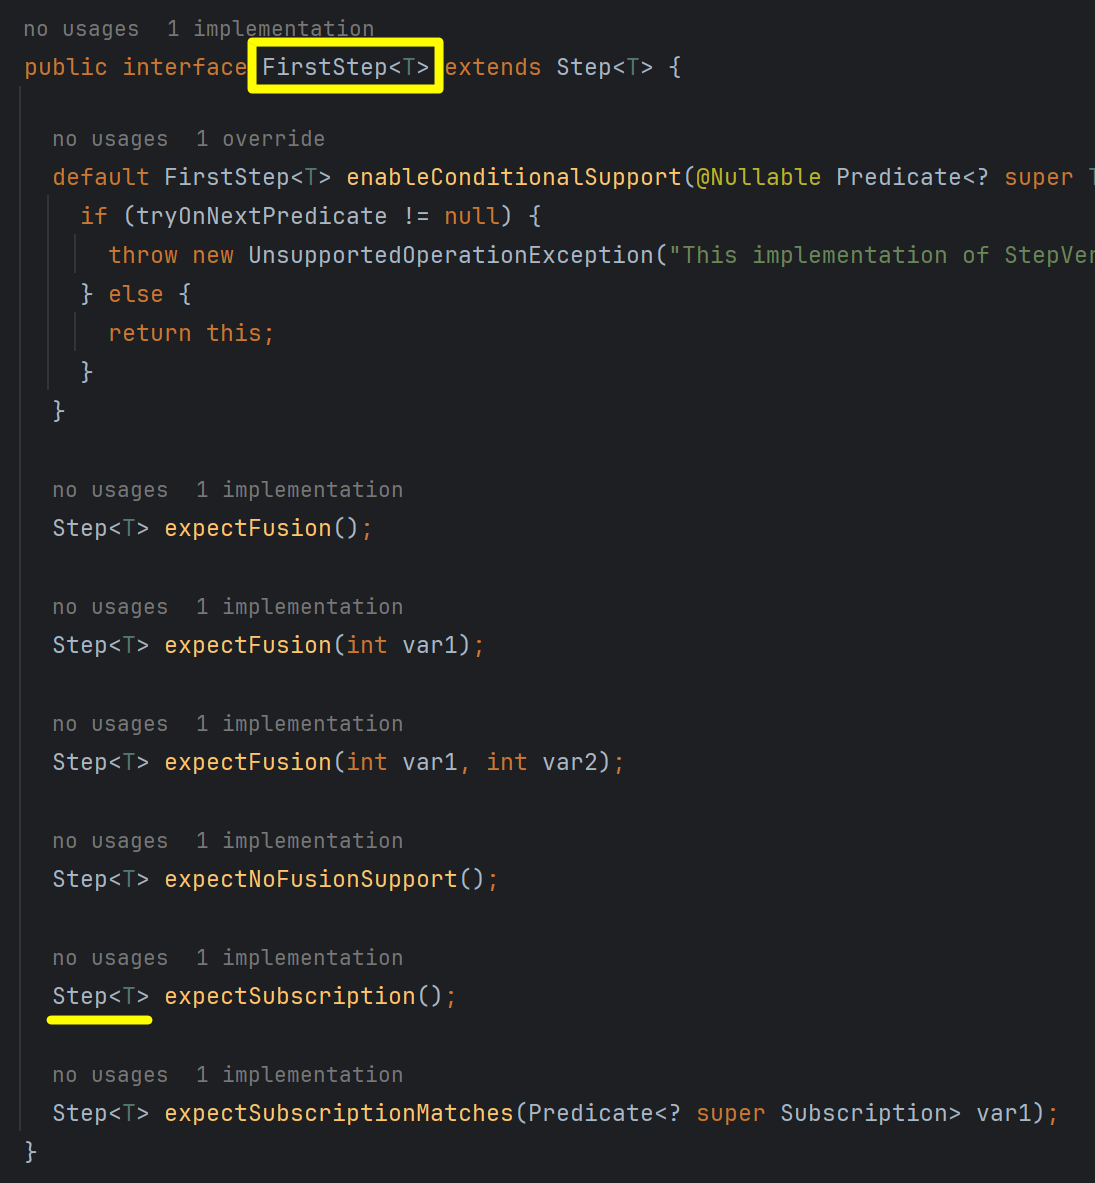 no usages  1 implementation
public interface FirstStep<T> extends Step<T> {
no usages  1 override
default FirstStep<T> enableConditionalSupport(@Nullable Predicate<? super
if (tryOnNextPredicate != null) {
throw new UnsupportedOperationException("This implementation of StepVer
} else {
return this;
}
}
no usages  1 implementation
Step<T> expectFusion();
no usages  1 implementation
Step<T> expectFusion(int var1);
no usages  1 implementation
Step<T> expectFusion(int var1, int var2);
no usages  1 implementation
Step<T> expectNoFusionSupport();
no usages  1 implementation
Step<T> expectSubscription();
no usages  1 implementation
Step<T> expectSubscriptionMatches(Predicate<? super Subscription> var1);
}